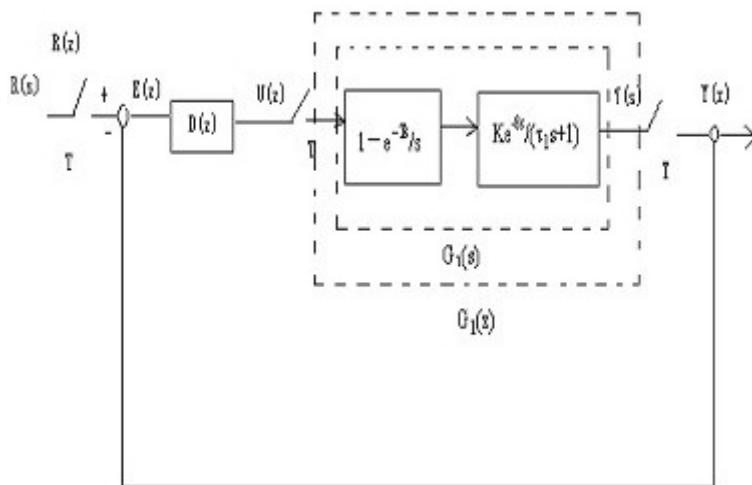 R(z)
R(s)
E(z)
U(z)
Y(s)
Y(z)
+
-
D(z)
T
T
T
1-e^{-Ts}/s
Ke^{-θs}/(τ₁s+1)
G₁(s)
G₁(z)